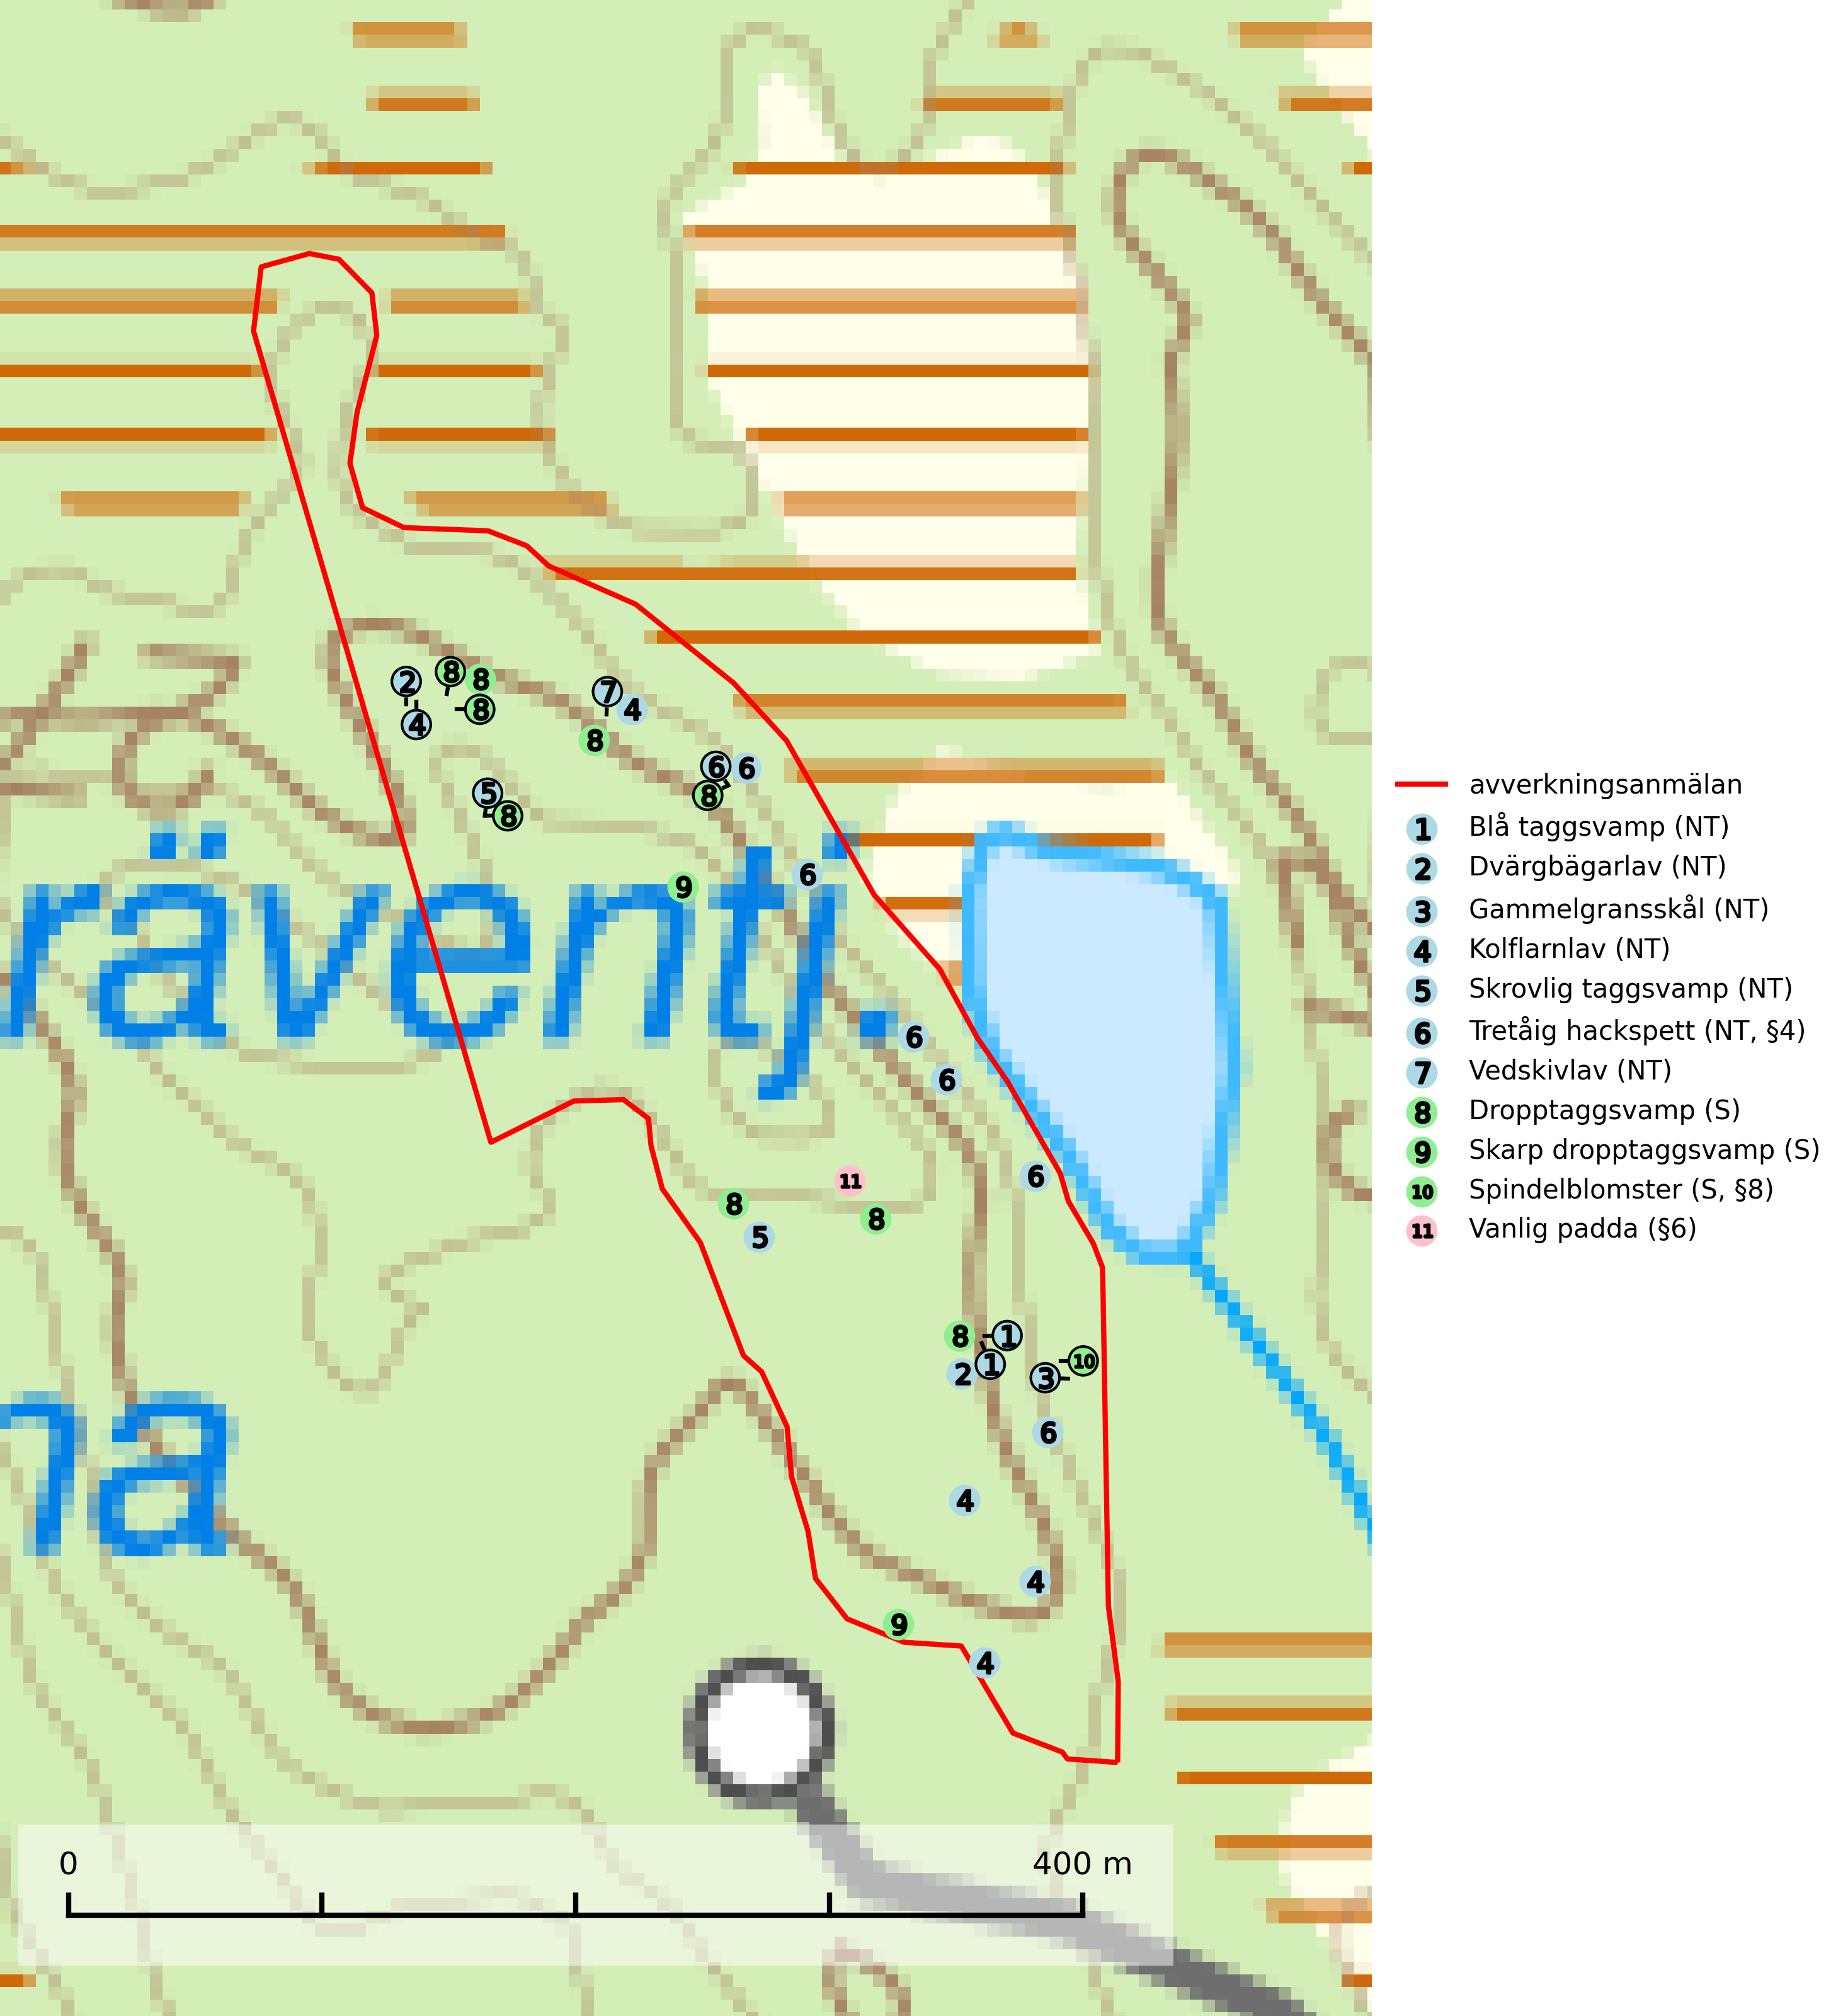 2
8
8
8
4
7
4
8
6
6
8
5
8
9
6
räventj.
6
6
6
11
8
8
5
8
1
1
2
3
10
6
na
4
4
9
4
0
400 m
avverkningsanmälan
1 Blå taggsvamp (NT)
2 Dvärgbägarlav (NT)
3 Gammelgransskål (NT)
4 Kolflarnlav (NT)
5 Skrovlig taggsvamp (NT)
6 Tretåig hackspett (NT, §4)
7 Vedskivlav (NT)
8 Dropptaggsvamp (S)
9 Skarp dropptaggsvamp (S)
10 Spindelblomster (S, §8)
11 Vanlig padda (§6)